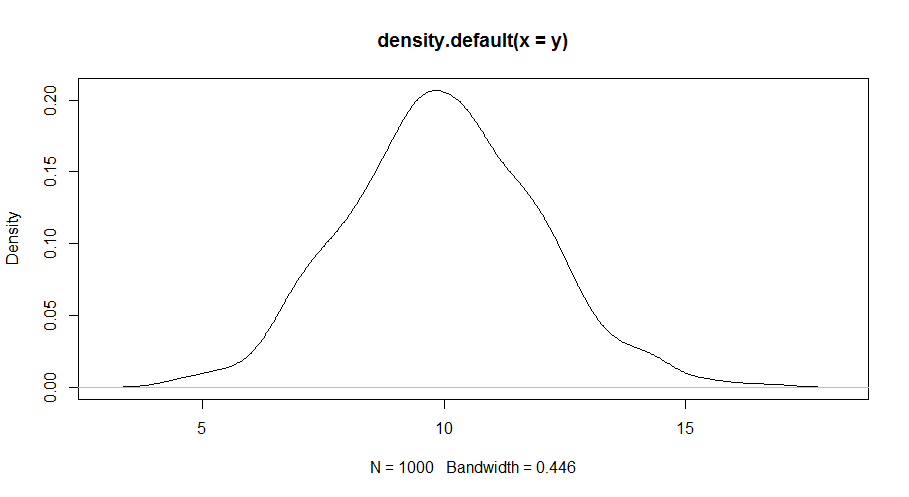 density.default(x = y)
Density
0.20
0.15
0.10
0.05
0.00
5 10 15
N = 1000 Bandwidth = 0.446